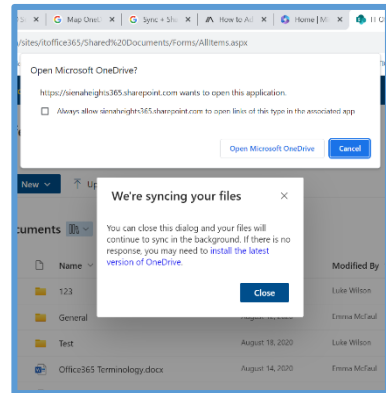 Map OneD
Sync + Sha
How to Ad
Home | Mi
IT O
/sites/itoffice365/Shared%20Documents/Forms/AllItems.aspx
Open Microsoft OneDrive?
https://sienaheights365.sharepoint.com wants to open this application.
Always allow sienaheights365.sharepoint.com to open links of this type in the associated app
Open Microsoft OneDrive
Cancel
New
Up
We're syncing your files
You can close this dialog and your files will
continue to sync in the background. If there is no
response, you may need to install the latest
version of OneDrive.
Close
cuments
Name
Modified By
123
Luke Wilson
General
Emma McFaul
Test
August 18, 2020
Luke Wilson
Office365 Terminology.docx
August 14, 2020
Emma McFaul